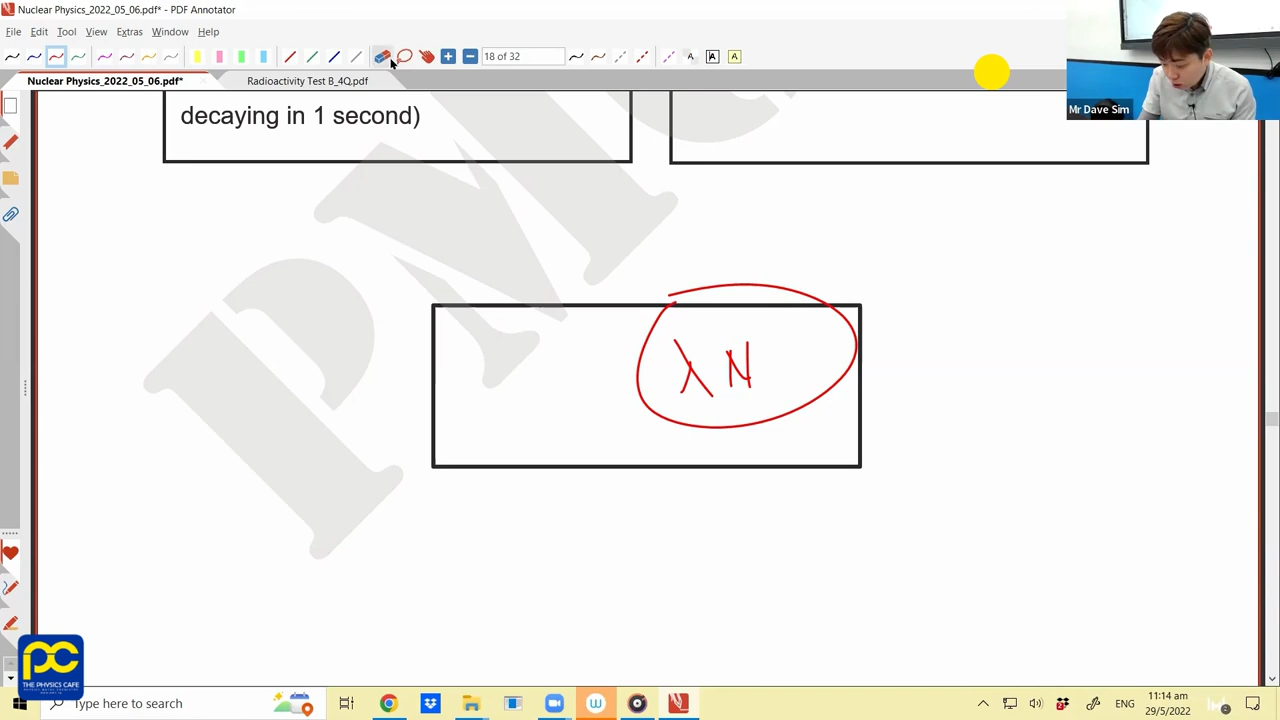 Nuclear Physics_2022_05_06.pdf* - PDF Annotator
File Edit Tool View Extras Window Help
18 of 32
A A A
Nuclear Physics_2022_05_06.pdf* Radioactivity Test B_4Q.pdf
Mr Dave Sim
decaying in 1 second)
λ N
PM
pc
THE PHYSICS CAFE
Type here to search
W
ENG
11:14 am
29/5/2022